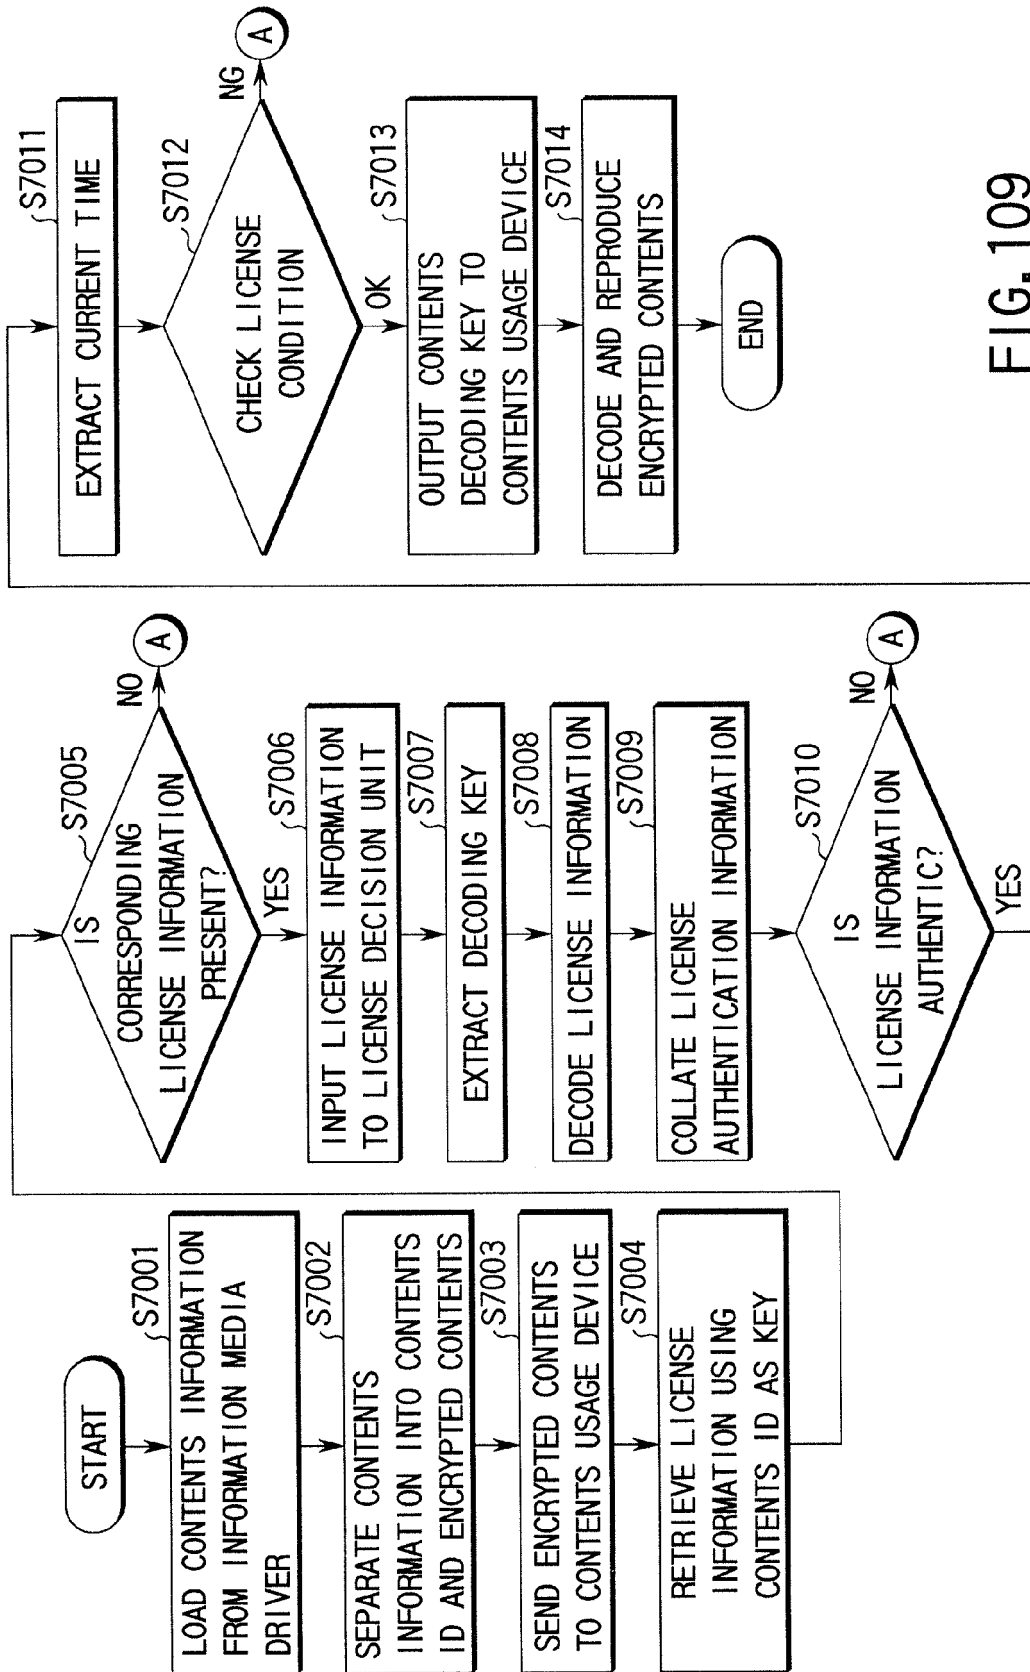 START
S7001
LOAD CONTENTS INFORMATION
FROM INFORMATION MEDIA
DRIVER
S7002
SEPARATE CONTENTS
INFORMATION INTO CONTENTS
ID AND ENCRYPTED CONTENTS
S7003
SEND ENCRYPTED CONTENTS
TO CONTENTS USAGE DEVICE
S7004
RETRIEVE LICENSE
INFORMATION USING
CONTENTS ID AS KEY
S7005
IS
CORRESPONDING
LICENSE INFORMATION
PRESENT?
NO
A
YES
S7006
INPUT LICENSE INFORMATION
TO LICENSE DECISION UNIT
S7007
EXTRACT DECODING KEY
S7008
DECODE LICENSE INFORMATION
S7009
COLLATE LICENSE
AUTHENTICATION INFORMATION
S7010
IS
LICENSE INFORMATION
AUTHENTIC?
NO
A
YES
S7011
EXTRACT CURRENT TIME
S7012
CHECK LICENSE
CONDITION
NG
A
OK
S7013
OUTPUT CONTENTS
DECODING KEY TO
CONTENTS USAGE DEVICE
S7014
DECODE AND REPRODUCE
ENCRYPTED CONTENTS
END
FIG. 109